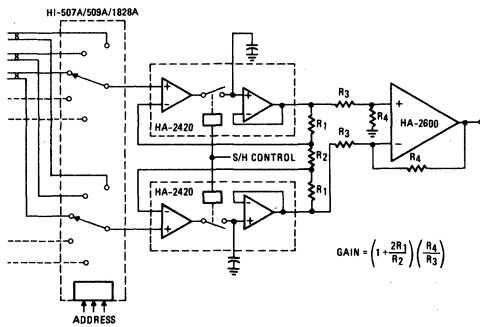 HI-507A/509A/1828A
HA-2420
S/H CONTROL
HA-2420
ADDRESS
R1
R2
R1
R3
R3
R4
HA-2600
R4
GAIN = (1 + 2R1/R2) (R4/R3)